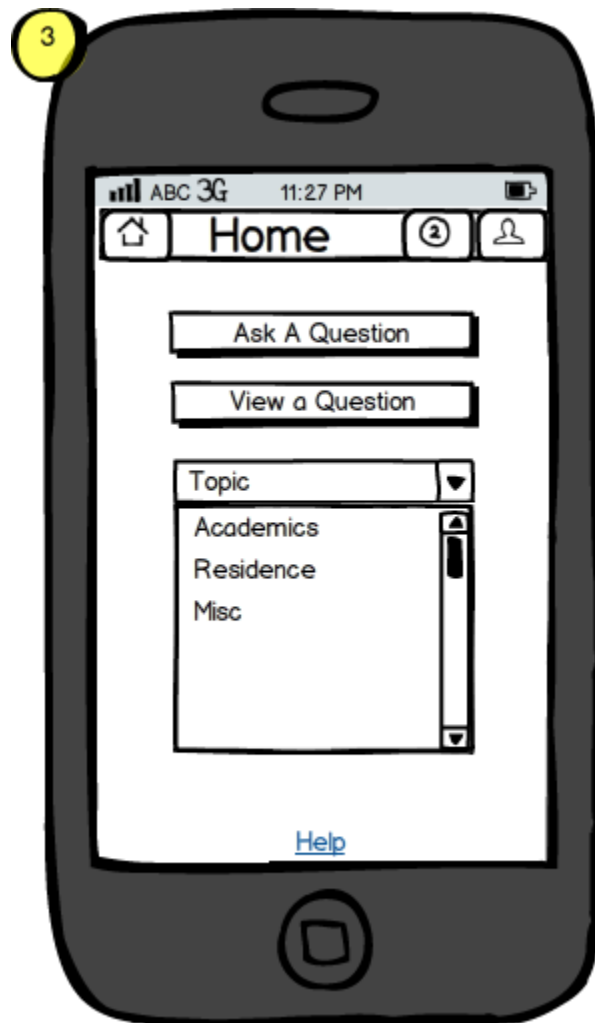 3
ABC 3G 11:27 PM
Home 2
Ask A Question
View a Question
Topic
Academics
Residence
Misc
Help